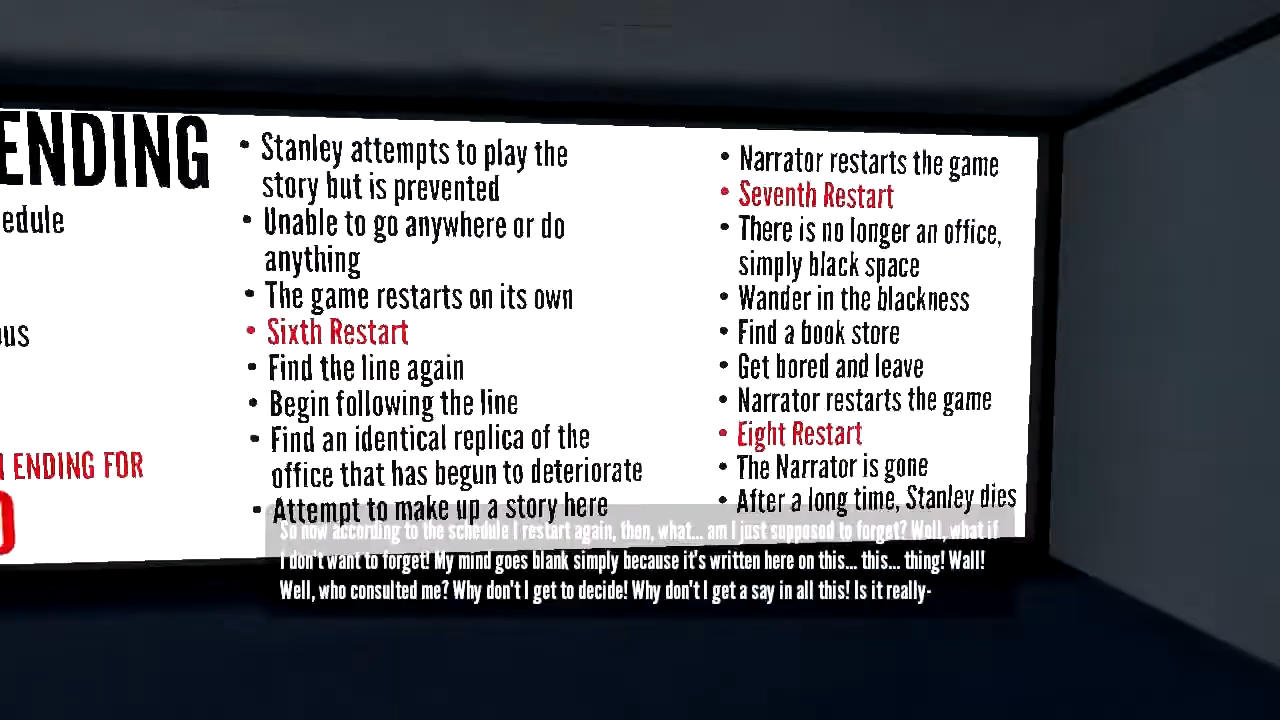 ENDING
edule
ous
ENDING FOR
• Stanley attempts to play the
story but is prevented
• Unable to go anywhere or do
anything
• The game restarts on its own
• Sixth Restart
• Find the line again
• Begin following the line
• Find an identical replica of the
office that has begun to deteriorate
• Attempt to make up a story here
• Narrator restarts the game
• Seventh Restart
• There is no longer an office,
simply black space
• Wander in the blackness
• Find a book store
• Get bored and leave
• Narrator restarts the game
• Eight Restart
• The Narrator is gone
• After a long time, Stanley dies
So now according to the schedule I restart again, then, what... am I just supposed to forget? Well, what if
I don't want to forget! My mind goes blank simply because it's written here on this... this... thing! Wall!
Well, who consulted me? Why don't I get to decide! Why don't I get a say in all this! Is it really-